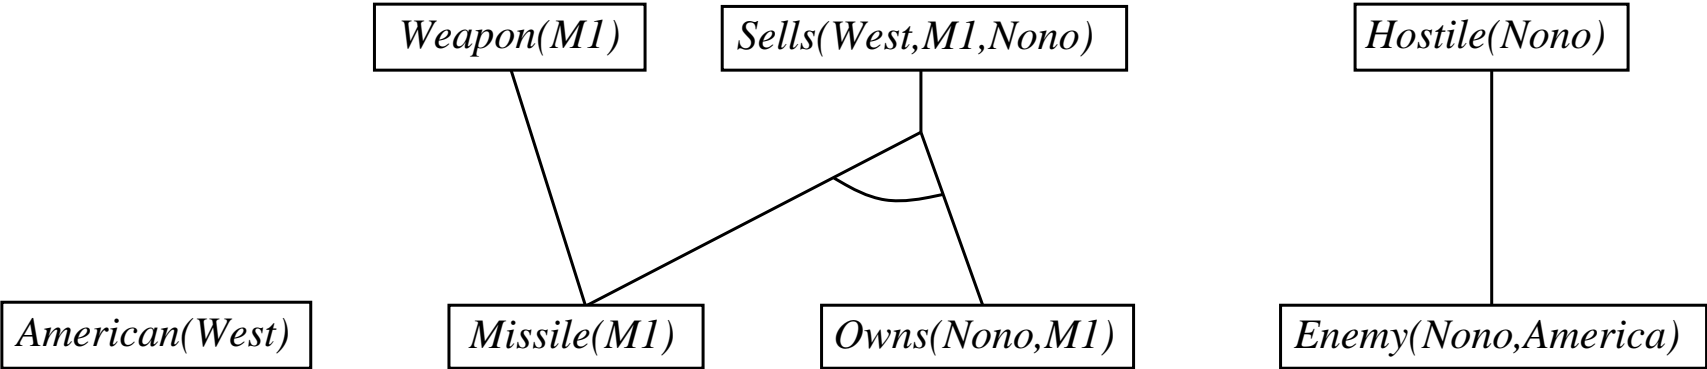 Weapon(M1)
Sells(West,M1,Nono)
Hostile(Nono)
American(West)
Missile(M1)
Owns(Nono,M1)
Enemy(Nono,America)